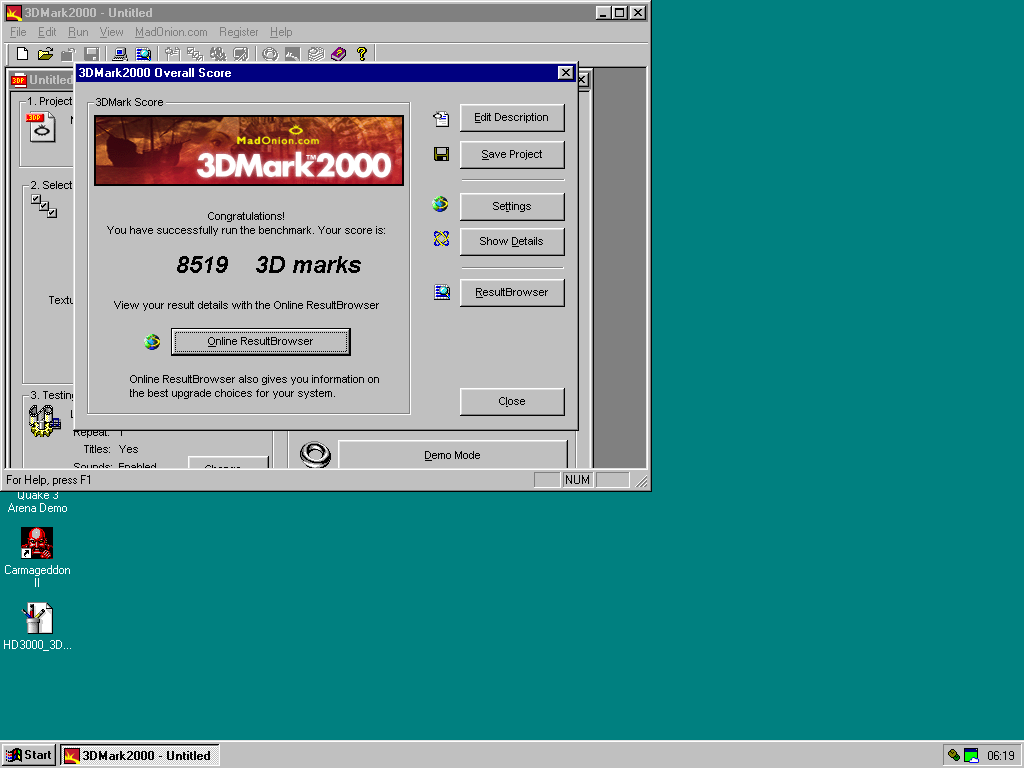 3DMark2000 - Untitled
File Edit Run View MadOnion.com Register Help
Untitled
3DMark2000 Overall Score
1. Project
2. Select
3. Testing
Repeat: 1
Titles: Yes
Sounds: Enabled
Change
Demo Mode
3DMark Score
MadOnion.com
3DMark™2000
Congratulations!
You have successfully run the benchmark. Your score is:
8519 3D marks
View your result details with the Online ResultBrowser
Online ResultBrowser
Online ResultBrowser also gives you information on
the best upgrade choices for your system.
Edit Description
Save Project
Settings
Show Details
ResultBrowser
Close
For Help, press F1
NUM
Quake 3
Arena Demo
Carmageddon
II
HD3000_3D...
Start
3DMark2000 - Untitled
06:19